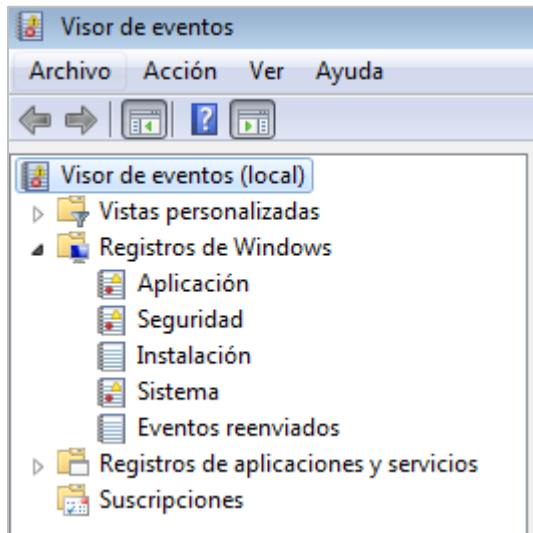 Visor de eventos
Archivo Acción Ver Ayuda
?
Visor de eventos (local)
Vistas personalizadas
Registros de Windows
Aplicación
Seguridad
Instalación
Sistema
Eventos reenviados
Registros de aplicaciones y servicios
Suscripciones